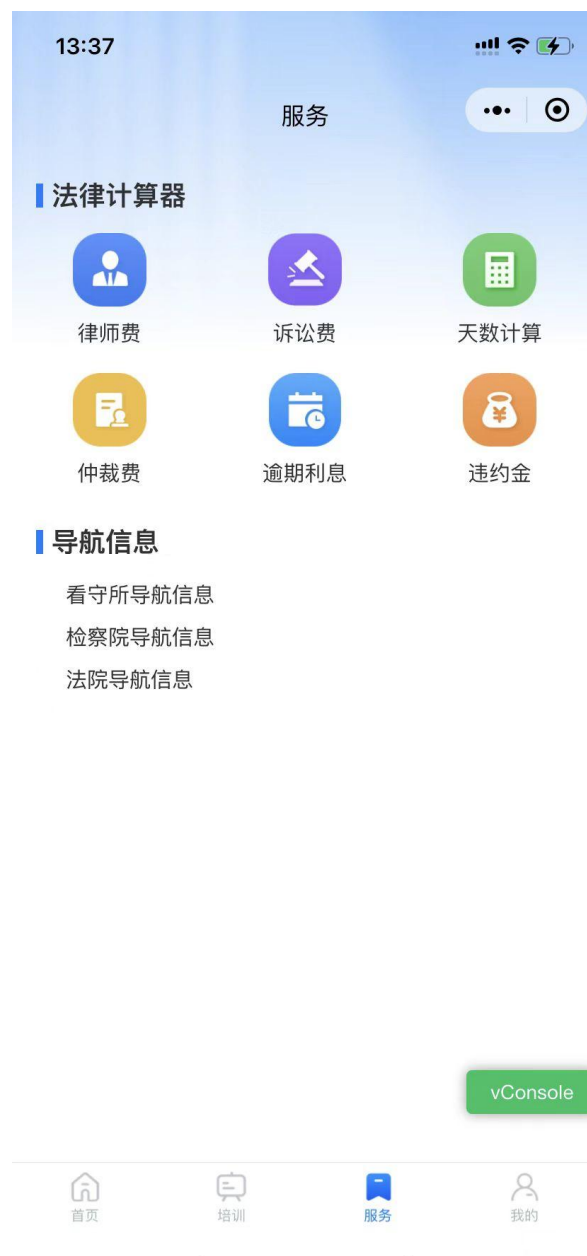 13:37
服务
法律计算器
律师费 诉讼费 天数计算
仲裁费 逾期利息 违约金
导航信息
看守所导航信息
检察院导航信息
法院导航信息
vConsole
首页 培训 服务 我的